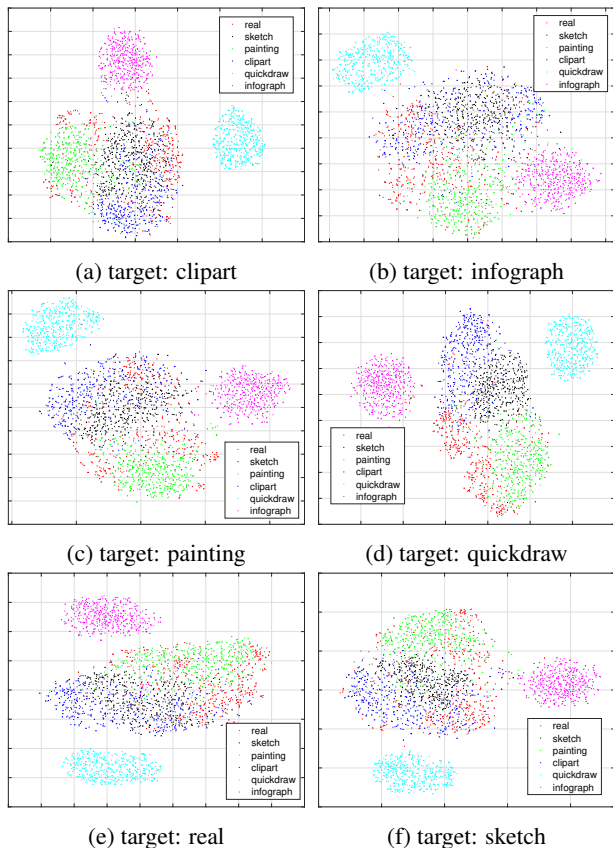 real
sketch
painting
clipart
quickdraw
infograph
real
sketch
painting
clipart
quickdraw
infograph
(a) target: clipart
(b) target: infograph
real
sketch
painting
clipart
quickdraw
infograph
real
sketch
painting
clipart
quickdraw
infograph
(c) target: painting
(d) target: quickdraw
real
sketch
painting
clipart
quickdraw
infograph
real
sketch
painting
clipart
quickdraw
infograph
(e) target: real
(f) target: sketch